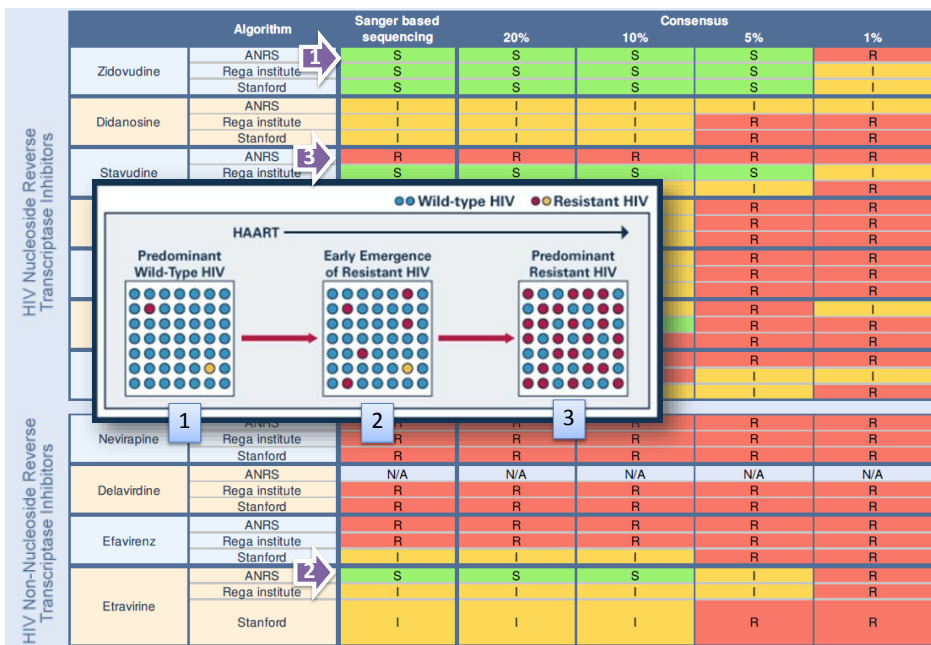 Algorithm Sanger based sequencing Consensus
20% 10% 5% 1%
HIV Nucleoside Reverse Transcriptase Inhibitors
1
Zidovudine
ANRS S S S S R
Rega institute S S S S I
Stanford S S S S I
Didanosine
ANRS I I I I I
Rega institute I I I R R
Stanford I I I R R
3
Stavudine
ANRS R R R R R
Rega institute S S S S I
I R
R R
R R
R R
R R
R R
R R
R I
R R
R R
R R
I I
I R
Wild-type HIV Resistant HIV
HAART
Predominant Wild-Type HIV
Early Emergence of Resistant HIV
Predominant Resistant HIV
1 2 3
HIV Non-Nucleoside Reverse Transcriptase Inhibitors
Nevirapine
ANRS R R R R R
Rega institute R R R R R
Stanford R R R R R
Delavirdine
ANRS N/A N/A N/A N/A N/A
Rega institute R R R R R
Stanford R R R R R
Efavirenz
ANRS R R R R R
Rega institute R R R R R
Stanford I I I R R
2
Etravirine
ANRS S S S I R
Rega institute I I I I R
Stanford I I I R R